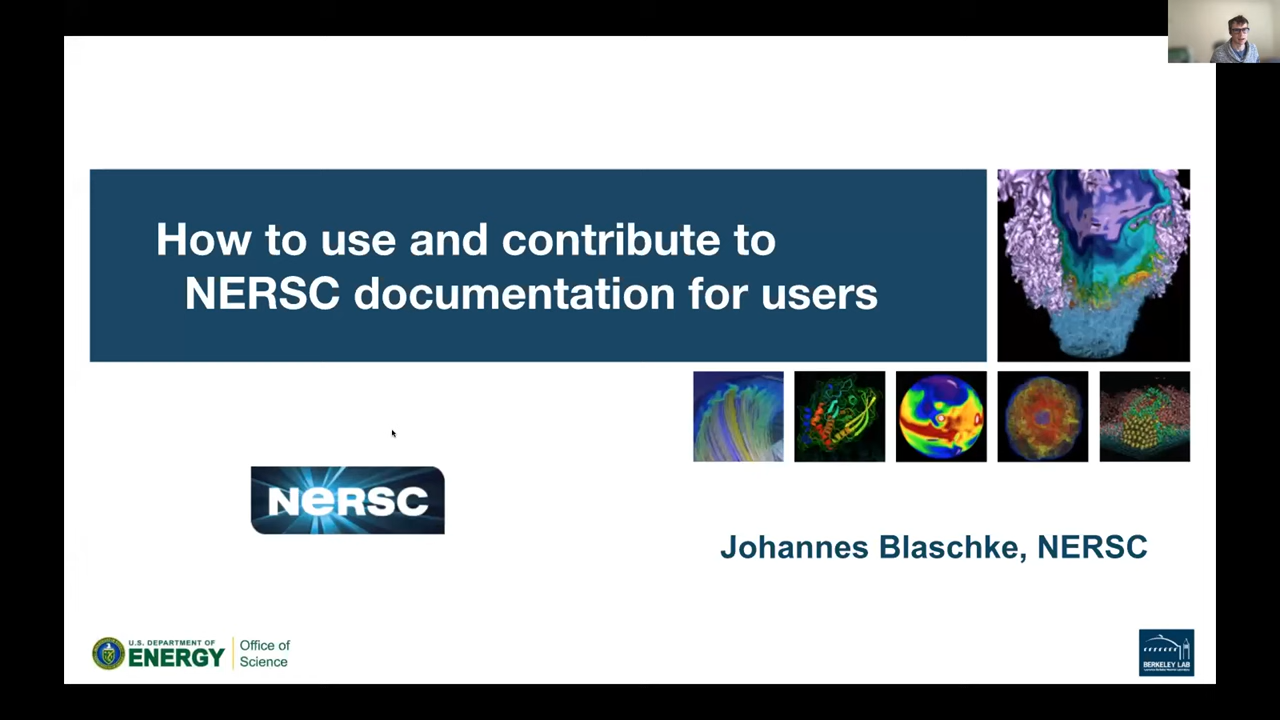 How to use and contribute to
NERSC documentation for users
NERSC
Johannes Blaschke, NERSC
U.S. DEPARTMENT OF
ENERGY
Office of
Science
BERKELEY LAB